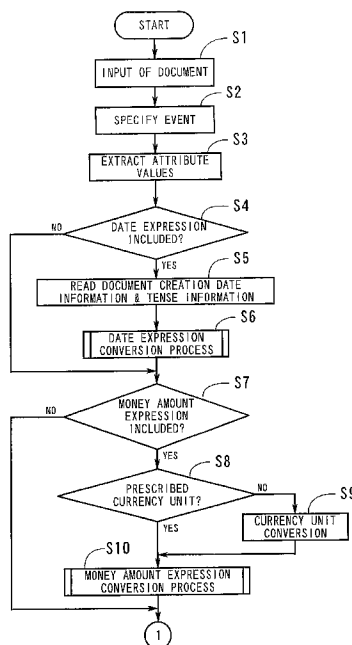 START
S1
INPUT OF DOCUMENT
S2
SPECIFY EVENT
S3
EXTRACT ATTRIBUTE
VALUES
S4
NO
DATE EXPRESSION
INCLUDED?
YES
S5
READ DOCUMENT CREATION DATE
INFORMATION & TENSE INFORMATION
S6
DATE EXPRESSION
CONVERSION PROCESS
S7
NO
MONEY AMOUNT
EXPRESSION
INCLUDED?
YES
S8
PRESCRIBED
CURRENCY UNIT?
NO
S9
YES
CURRENCY UNIT
CONVERSION
S10
MONEY AMOUNT EXPRESSION
CONVERSION PROCESS
1